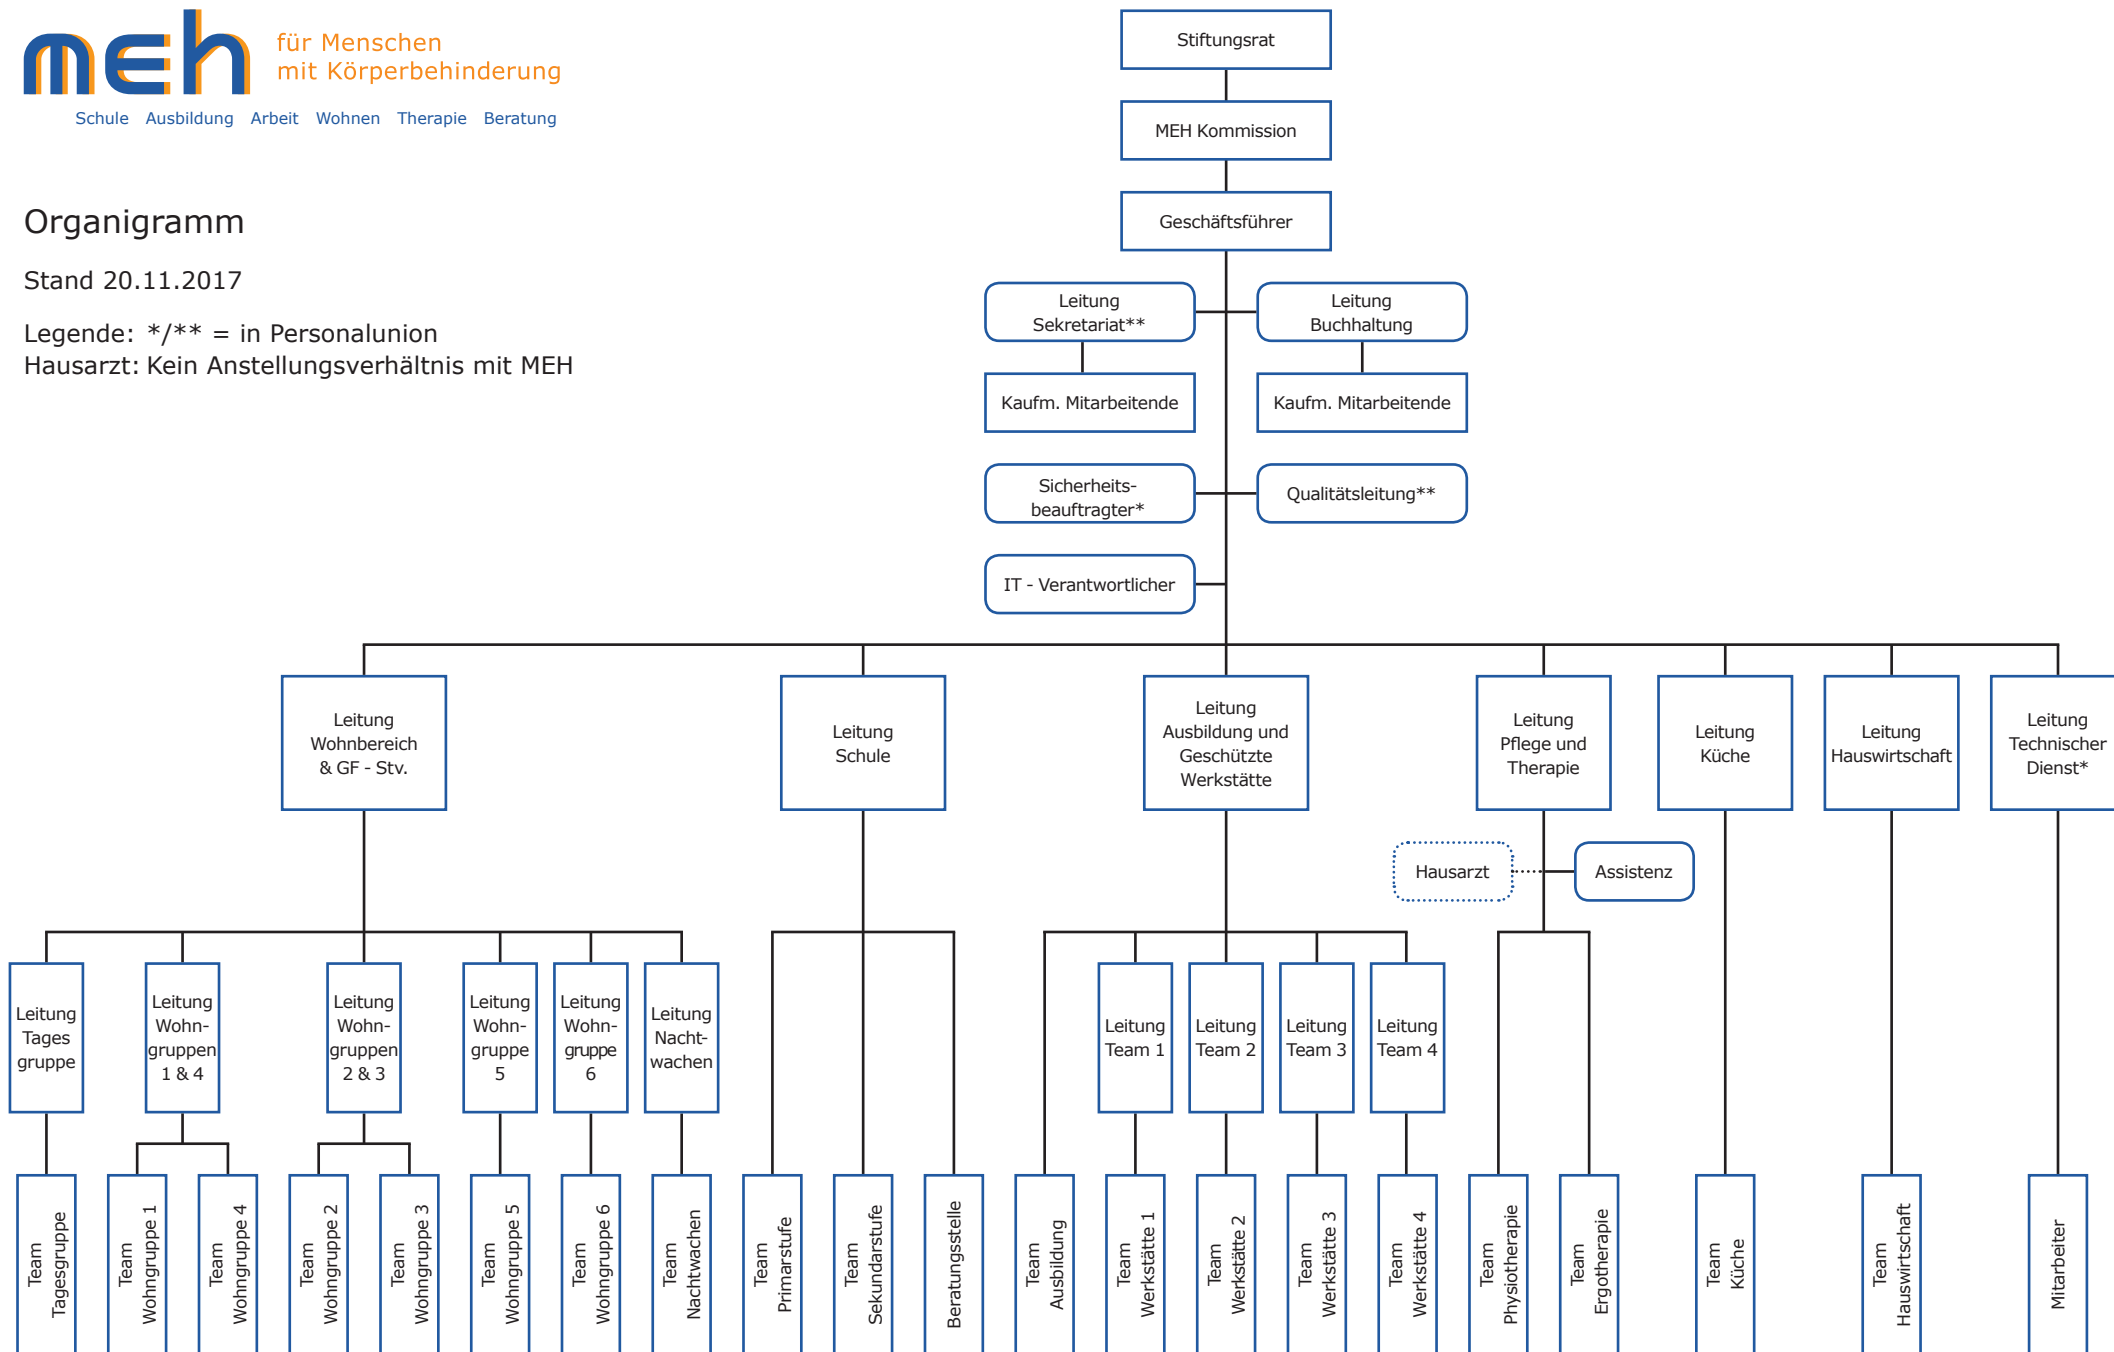 meh
für Menschen
mit Körperbehinderung
Schule Ausbildung Arbeit Wohnen Therapie Beratung
Organigramm
Stand 20.11.2017
Legende: */** = in Personalunion
Hausarzt: Kein Anstellungsverhältnis mit MEH
Stiftungsrat
MEH Kommission
Geschäftsführer
Leitung
Sekretariat**
Leitung
Buchhaltung
Kaufm. Mitarbeitende
Kaufm. Mitarbeitende
Sicherheits-
beauftragter*
Qualitätsleitung**
IT - Verantwortlicher
Leitung
Wohnbereich
& GF - Stv.
Leitung
Schule
Leitung
Ausbildung und
Geschützte
Werkstätte
Leitung
Pflege und
Therapie
Leitung
Küche
Leitung
Hauswirtschaft
Leitung
Technischer
Dienst*
Hausarzt
Assistenz
Leitung
Tages
gruppe
Leitung
Wohn-
gruppen
1 & 4
Leitung
Wohn-
gruppen
2 & 3
Leitung
Wohn-
gruppe
5
Leitung
Wohn-
gruppe
6
Leitung
Nacht-
wachen
Leitung
Team 1
Leitung
Team 2
Leitung
Team 3
Leitung
Team 4
Team
Tagesgruppe
Team
Wohngruppe 1
Team
Wohngruppe 4
Team
Wohngruppe 2
Team
Wohngruppe 3
Team
Wohngruppe 5
Team
Wohngruppe 6
Team
Nachtwachen
Team
Primarstufe
Team
Sekundarstufe
Beratungsstelle
Team
Ausbildung
Team
Werkstätte 1
Team
Werkstätte 2
Team
Werkstätte 3
Team
Werkstätte 4
Team
Physiotherapie
Team
Ergotherapie
Team
Küche
Team
Hauswirtschaft
Mitarbeiter